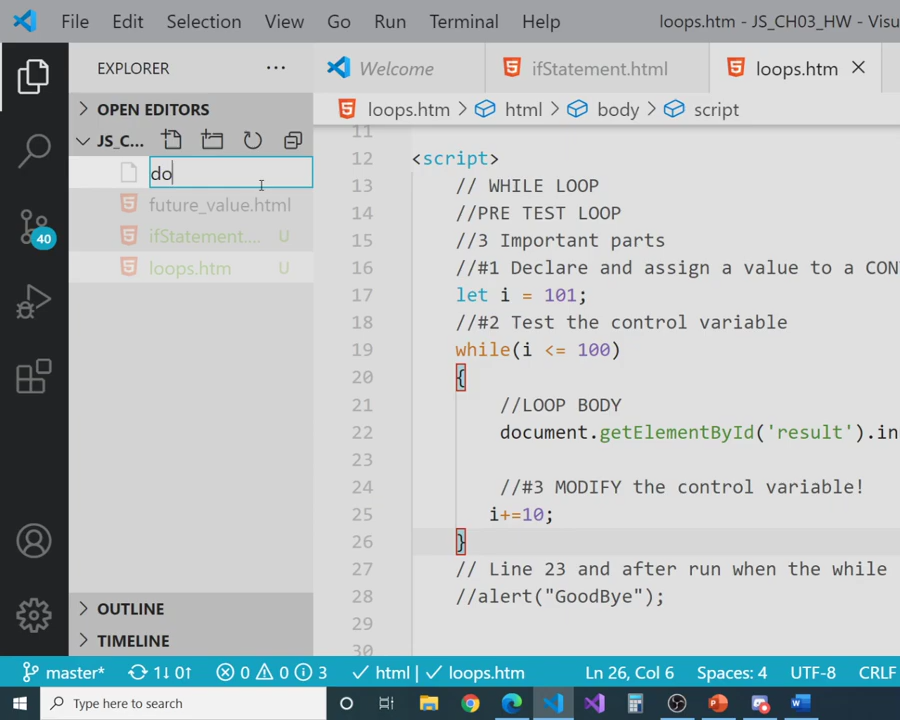 File Edit Selection View Go Run Terminal Help loops.htm - JS_CH03_HW - Visu
EXPLORER ··· Welcome ifStatement.html loops.htm
OPEN EDITORS loops.htm > html > body > script
JS_C...
do
future_value.html
ifStatement.... U
loops.htm U
OUTLINE
TIMELINE
40
11
12 <script>
13 // WHILE LOOP
14 //PRE TEST LOOP
15 //3 Important parts
16 //#1 Declare and assign a value to a CON
17 let i = 101;
18 //#2 Test the control variable
19 while(i <= 100)
20 {
21 //LOOP BODY
22 document.getElementById('result').in
23
24 //#3 MODIFY the control variable!
25 i+=10;
26 }
27 // Line 23 and after run when the while
28 //alert("GoodBye");
29
30
master* 1↓ 0↑ 0 0 3 html | loops.htm Ln 26, Col 6 Spaces: 4 UTF-8 CRLF
Type here to search